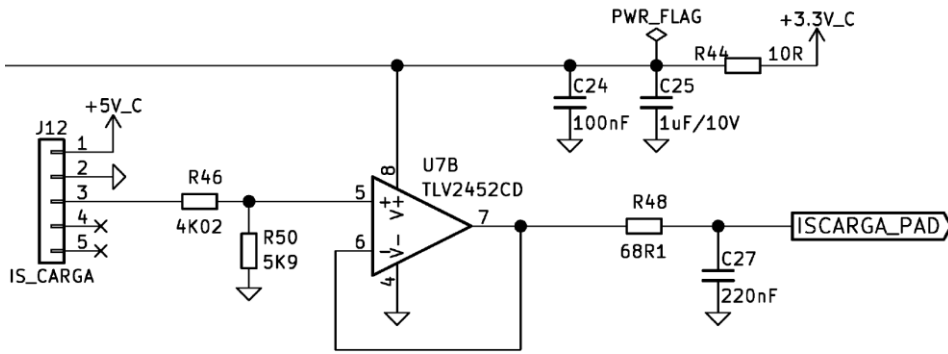 PWR_FLAG
+3.3V_C
R44
10R
C24
100nF
C25
1uF/10V
+5V_C
J12
1
2
3
4
5
IS_CARGA
R46
4K02
R50
5K9
U7B
TLV2452CD
8
5
6
7
4
+
V+
-
V-
R48
68R1
C27
220nF
ISCARGA_PAD